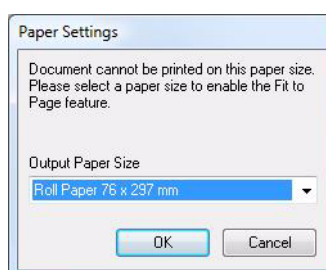 Paper Settings
Document cannot be printed on this paper size.
Please select a paper size to enable the Fit to
Page feature.
Output Paper Size
Roll Paper 76 x 297 mm
OK Cancel